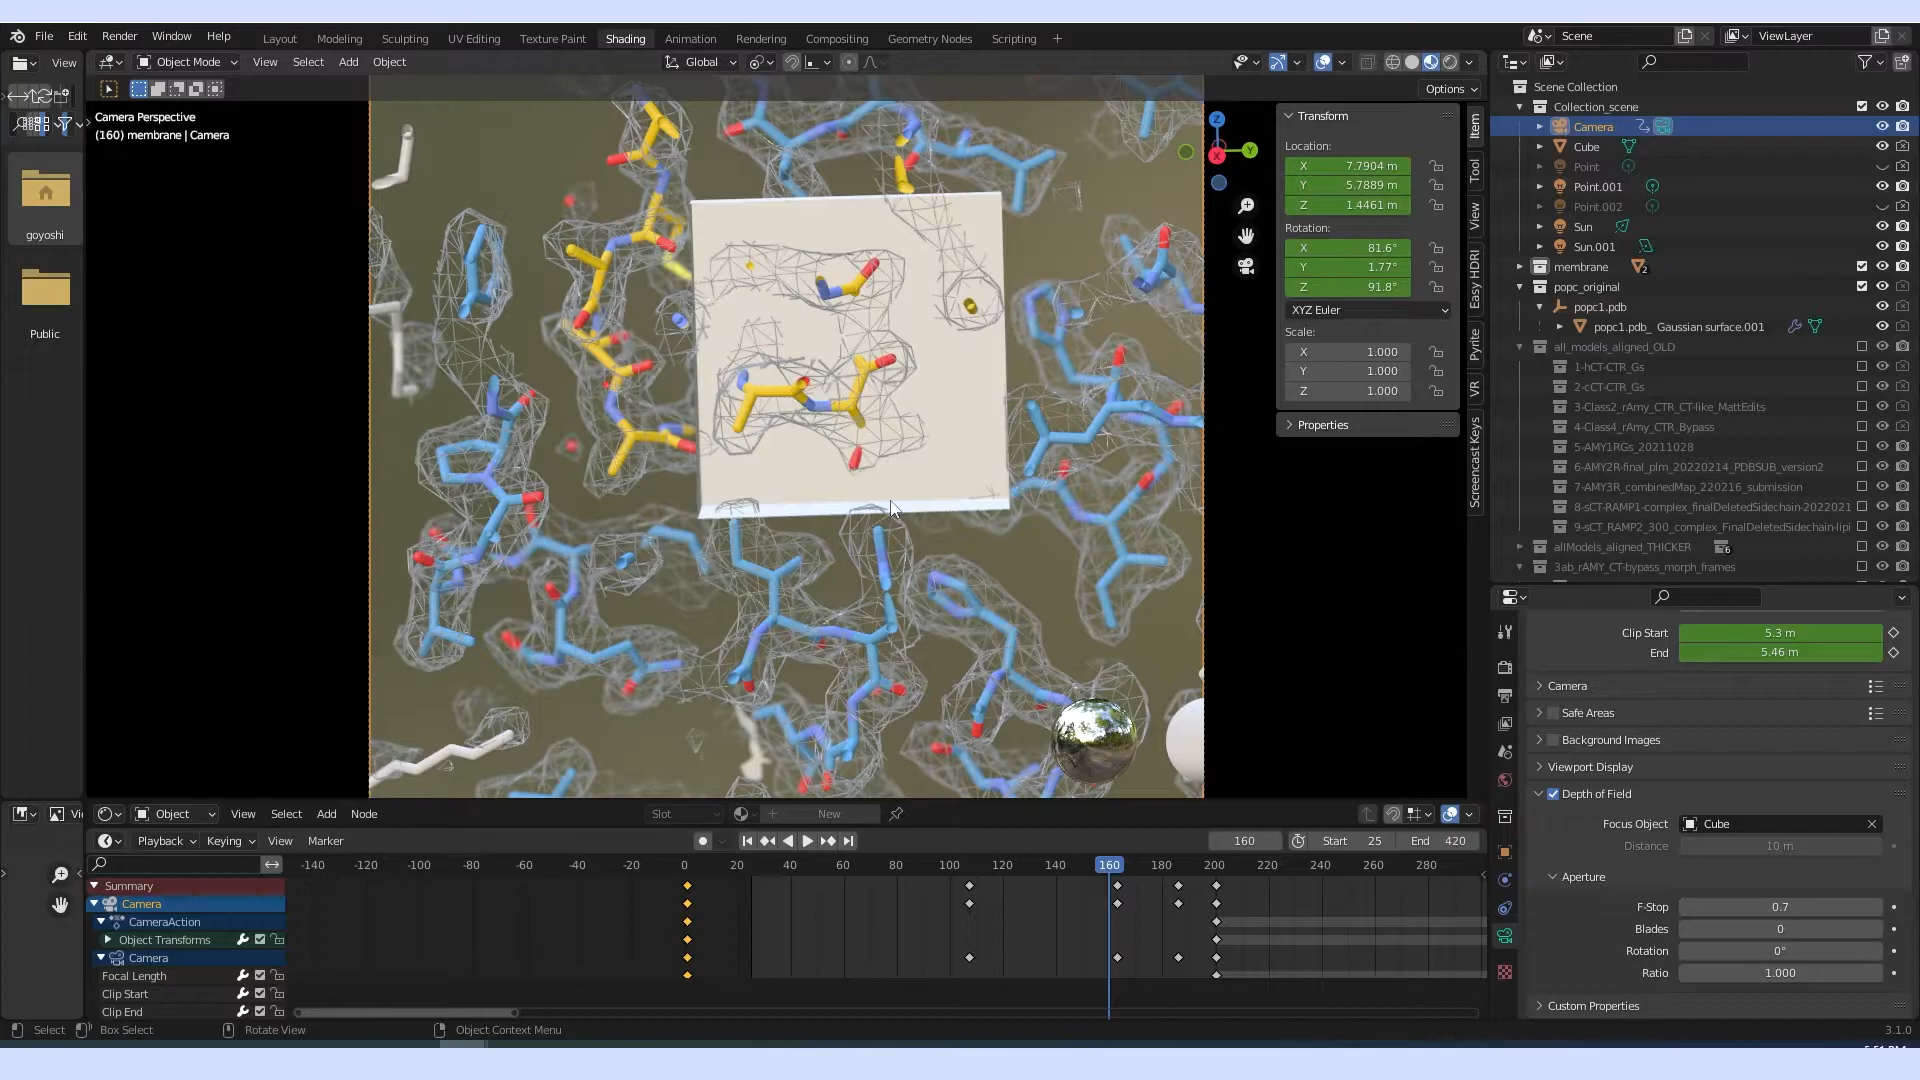 File Edit Render Window Help
Layout Modeling Sculpting UV Editing Texture Paint Shading Animation Rendering Compositing Geometry Nodes Scripting +
Scene
ViewLayer
View
Object Mode View Select Add Object
Global
Options
goyoshi
Public
Camera Perspective
(160) membrane | Camera
Z
Y
X
Transform
Location:
X 7.7904 m
Y 5.7889 m
Z 1.4461 m
Rotation:
X 81.6°
Y 1.77°
Z 91.8°
XYZ Euler
Scale:
X 1.000
Y 1.000
Z 1.000
Properties
Item
Tool
View
Easy HDRI
Pyrite
VR
Screencast Keys
Scene Collection
Collection_scene
Camera
Cube
Point
Point.001
Point.002
Sun
Sun.001
membrane 2
popc_original
popc1.pdb
popc1.pdb_ Gaussian surface.001
all_models_aligned_OLD
1-hCT-CTR_Gs
2-cCT-CTR_Gs
3-Class2_rAmy_CTR_CT-like_MattEdits
4-Class4_rAmy_CTR_Bypass
5-AMY1RGs_20211028
6-AMY2R-final_plm_20220214_PDBSUB_version2
7-AMY3R_combinedMap_220216_submission
8-sCT-RAMP1-complex_finalDeletedSidechain-2022021
9-sCT_RAMP2_300_complex_FinalDeletedSidechain-lipi
allModels_aligned_THICKER 6
3ab_rAMY_CT-bypass_morph_frames
Clip Start 5.3 m
End 5.46 m
Camera
Safe Areas
Background Images
Viewport Display
Depth of Field
Focus Object Cube
Distance 10 m
Aperture
F-Stop 0.7
Blades 0
Rotation 0°
Ratio 1.000
Custom Properties
Object View Select Add Object Node
Slot
New
Playback Keying View Marker
160
Start 25
End 420
-140 -120 -100 -80 -60 -40 -20 0 20 40 60 80 100 120 140 160 180 200 220 240 260 280
Summary
Camera
CameraAction
Object Transforms
Camera
Focal Length
Clip Start
Clip End
Select Box Select Rotate View Object Context Menu
3.1.0